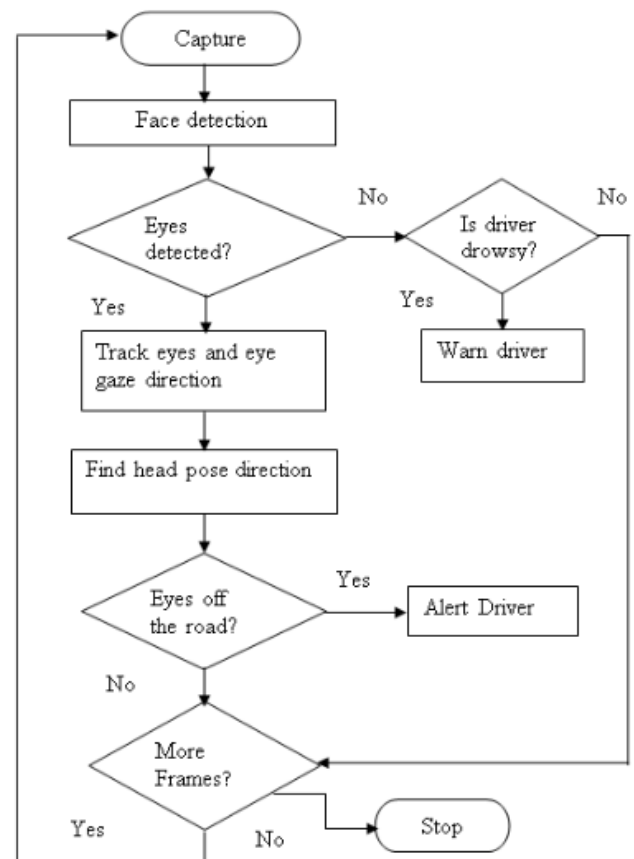 Capture
Face detection
No
No
Eyes
detected?
Is driver
drowsy?
Yes
Yes
Track eyes and eye
gaze direction
Warn driver
Find head pose direction
Yes
Eyes off
the road?
Alert Driver
No
More
Frames?
Yes
No
Stop